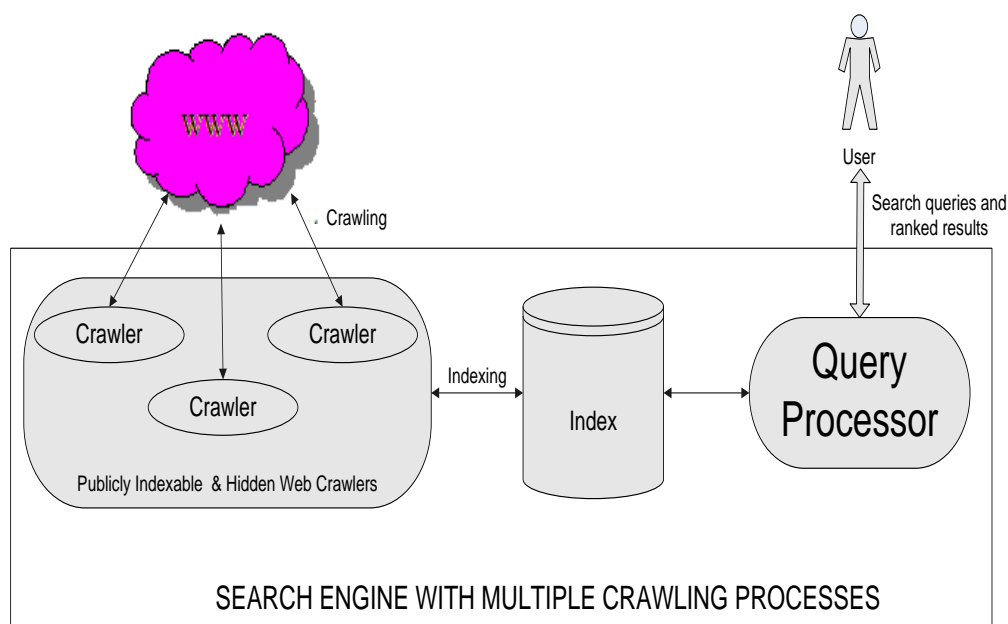 WWW
User
. Crawling
Search queries and
ranked results
Crawler
Crawler
Crawler
Publicly Indexable & Hidden Web Crawlers
Indexing
Index
Query
Processor
SEARCH ENGINE WITH MULTIPLE CRAWLING PROCESSES